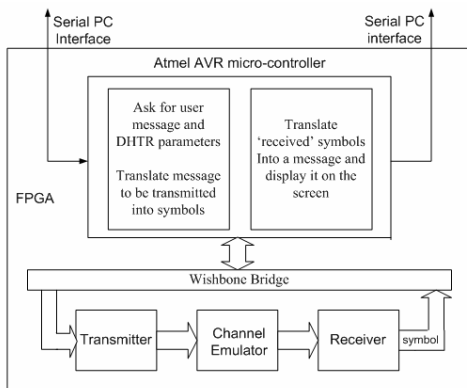 Serial PC
Interface
Serial PC
interface
Atmel AVR micro-controller
Ask for user
message and
DHTR parameters
Translate message
to be transmitted
into symbols
Translate
‘received’ symbols
Into a message and
display it on the
screen
FPGA
Wishbone Bridge
Transmitter
Channel
Emulator
Receiver
symbol